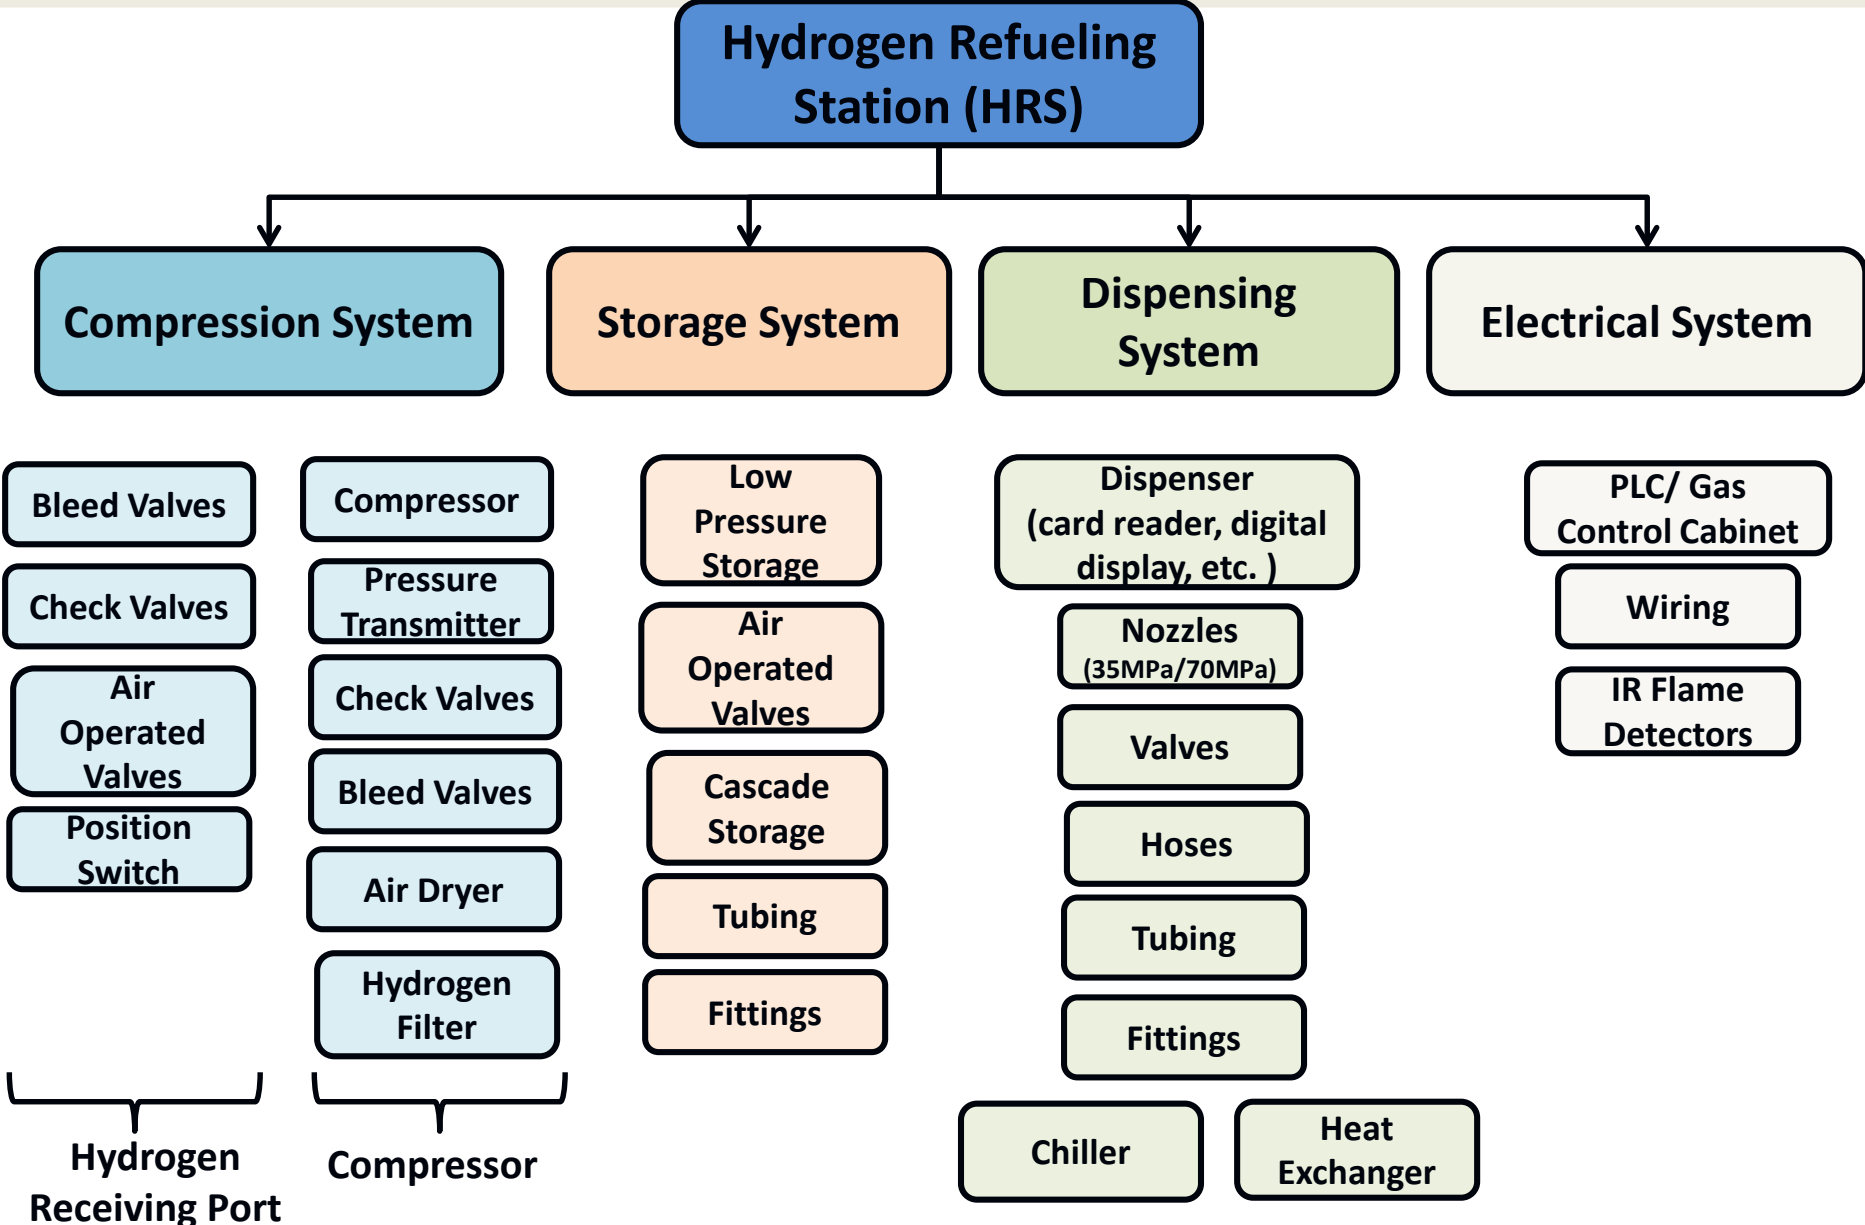 Hydrogen Refueling
Station (HRS)
Compression System
Storage System
Dispensing
System
Electrical System
Bleed Valves
Check Valves
Air
Operated
Valves
Position
Switch
Hydrogen
Receiving Port
Compressor
Pressure
Transmitter
Check Valves
Bleed Valves
Air Dryer
Hydrogen
Filter
Compressor
Low
Pressure
Storage
Air
Operated
Valves
Cascade
Storage
Tubing
Fittings
Dispenser
(card reader, digital
display, etc. )
Nozzles
(35MPa/70MPa)
Valves
Hoses
Tubing
Fittings
Chiller
Heat
Exchanger
PLC/ Gas
Control Cabinet
Wiring
IR Flame
Detectors